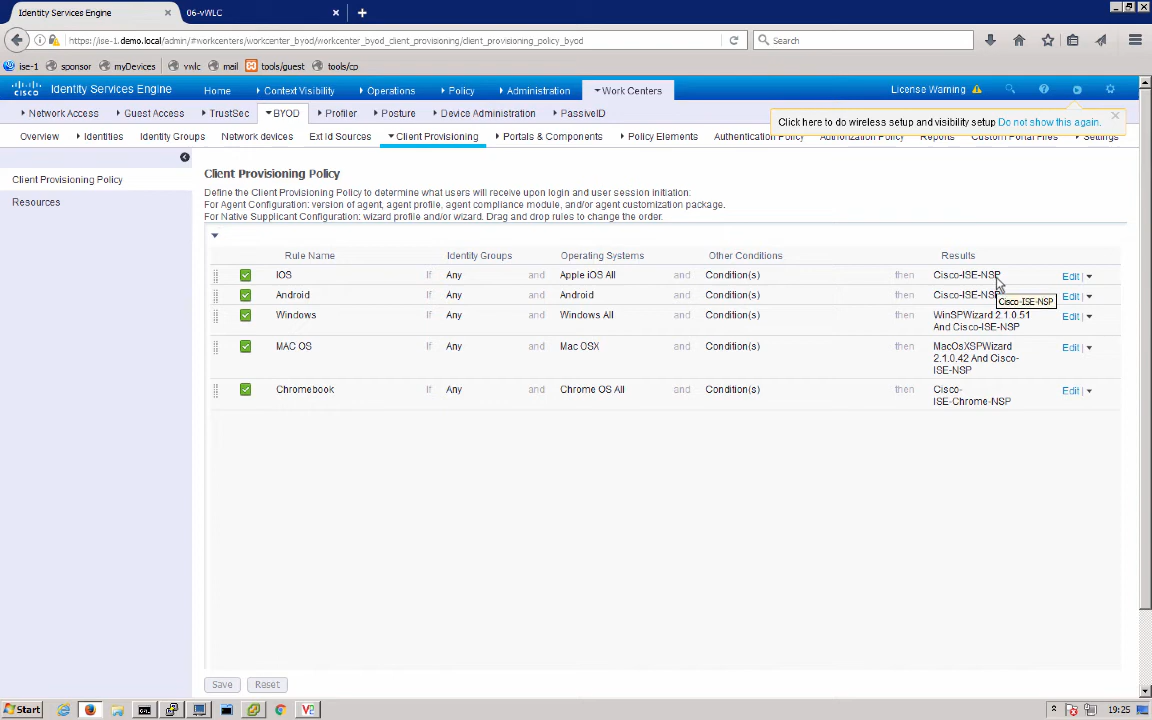 Identity Services Engine
06-vWLC
https://ise-1.demo.local/admin/#workcenters/workcenter_byod/workcenter_byod_client_provisioning/client_provisioning_policy_byod
Search
ise-1 sponsor myDevices vwlc mail tools/guest tools/cp
CISCO
Identity Services Engine Home Context Visibility Operations Policy Administration Work Centers License Warning
Network Access Guest Access TrustSec BYOD Profiler Posture Device Administration PassiveID
Click here to do wireless setup and visibility setup Do not show this again.
Overview Identities Identity Groups Network devices Ext Id Sources Client Provisioning Portals & Components Policy Elements Authentication Policy Authorization Policy Reports Custom Portal Files Settings
Client Provisioning Policy
Resources
Client Provisioning Policy
Define the Client Provisioning Policy to determine what users will receive upon login and user session initiation:
For Agent Configuration: version of agent, agent profile, agent compliance module, and/or agent customization package.
For Native Supplicant Configuration: wizard profile and/or wizard. Drag and drop rules to change the order.
Rule Name Identity Groups Operating Systems Other Conditions Results
IOS If Any and Apple iOS All and Condition(s) then Cisco-ISE-NSP Edit
Android If Any and Android and Condition(s) then Cisco-ISE-NSP Edit
Cisco-ISE-NSP
Windows If Any and Windows All and Condition(s) then WinSPWizard 2.1.0.51 Edit
And Cisco-ISE-NSP
MAC OS If Any and Mac OSX and Condition(s) then MacOsXSPWizard Edit
2.1.0.42 And Cisco-
ISE-NSP
Chromebook If Any and Chrome OS All and Condition(s) then Cisco- Edit
ISE-Chrome-NSP
Save Reset
Start 19:25